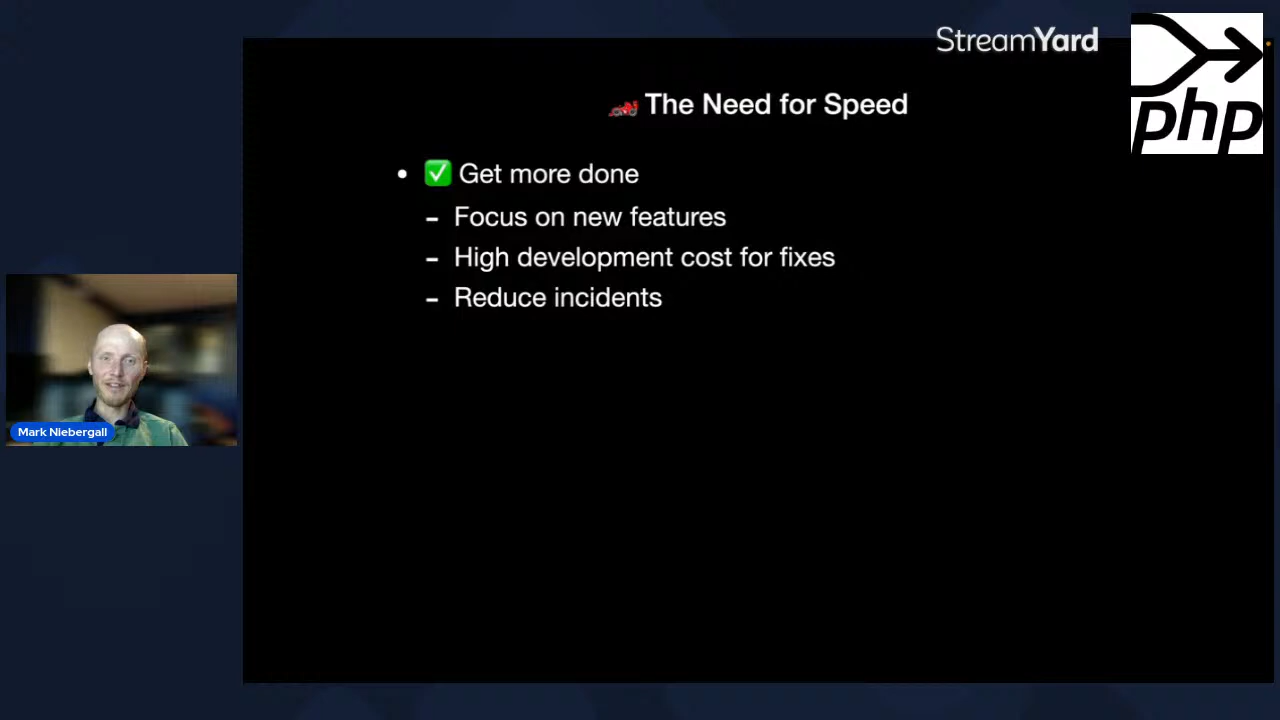 StreamYard
php
🏎️ The Need for Speed
• ✅ Get more done
– Focus on new features
– High development cost for fixes
– Reduce incidents
Mark Niebergall